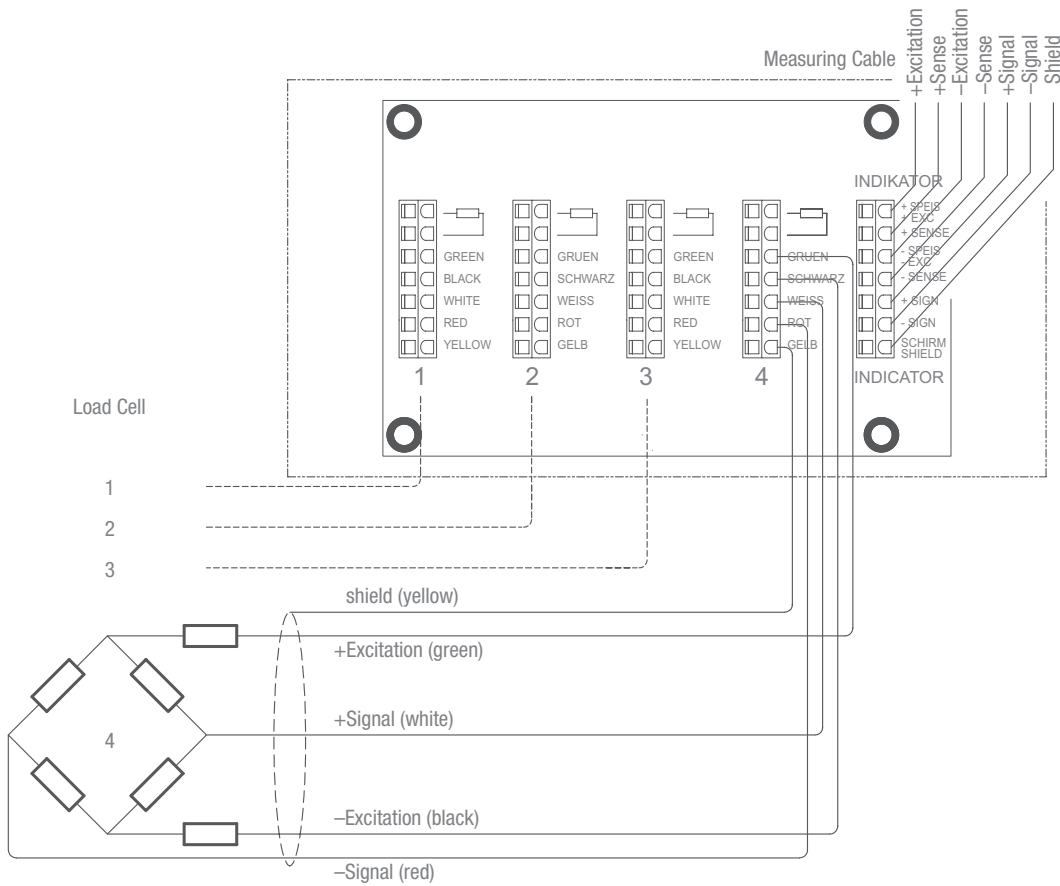 Measuring Cable
+Excitation
+Sense
–Excitation
–Sense
+Signal
–Signal
Shield
INDIKATOR
GREEN
BLACK
WHITE
RED
YELLOW
1
GRUEN
SCHWARZ
WEISS
ROT
GELB
2
GREEN
BLACK
WHITE
RED
YELLOW
3
GRUEN
SCHWARZ
WEISS
ROT
GELB
4
+ SPEIS
+ EXC
+ SENSE
- SPEIS
- EXC
- SENSE
+ SIGN
- SIGN
SCHIRM
SHIELD
INDICATOR
Load Cell
1
2
3
shield (yellow)
+Excitation (green)
+Signal (white)
4
–Excitation (black)
–Signal (red)